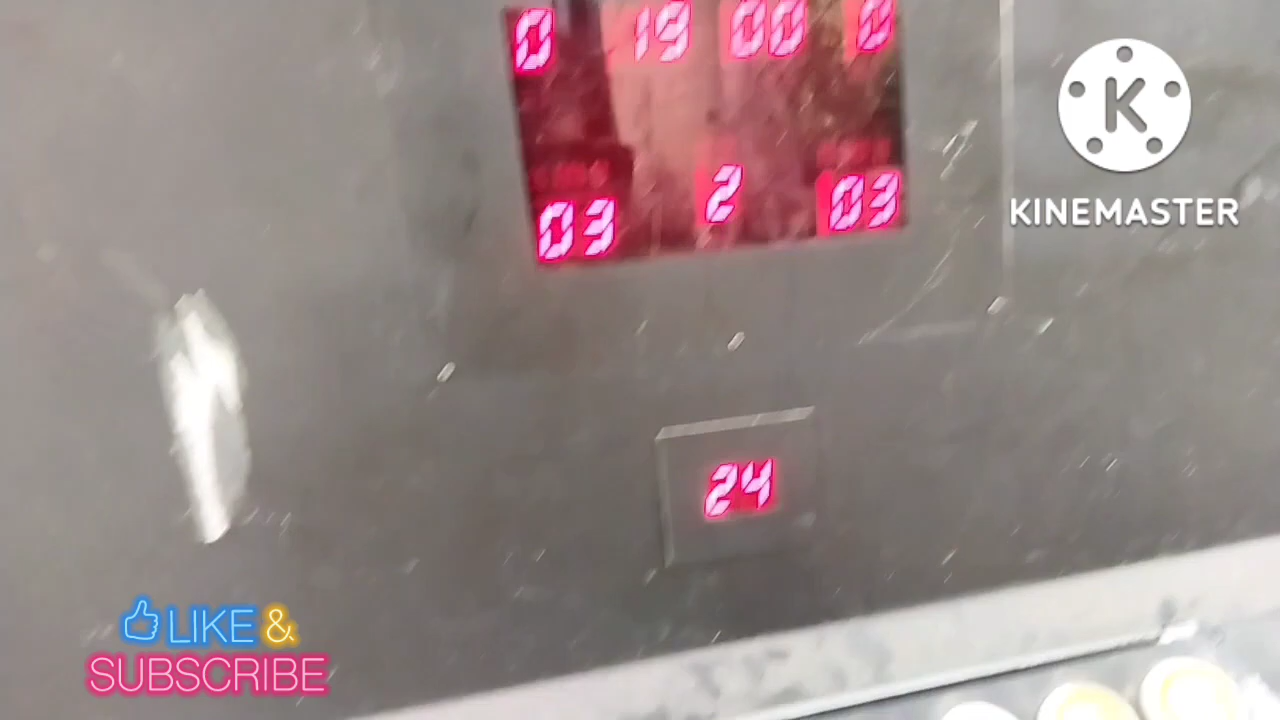 0 19 00 0
03 2 03
24
K
KINEMASTER
LIKE &
SUBSCRIBE